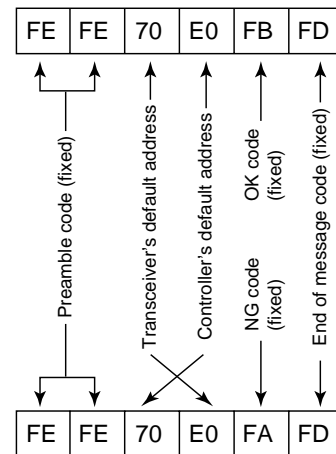 FE FE 70 E0 FB FD
Preamble code (fixed)
Transceiver's default address
Controller's default address
OK code
(fixed)
NG code
(fixed)
End of message code (fixed)
FE FE 70 E0 FA FD